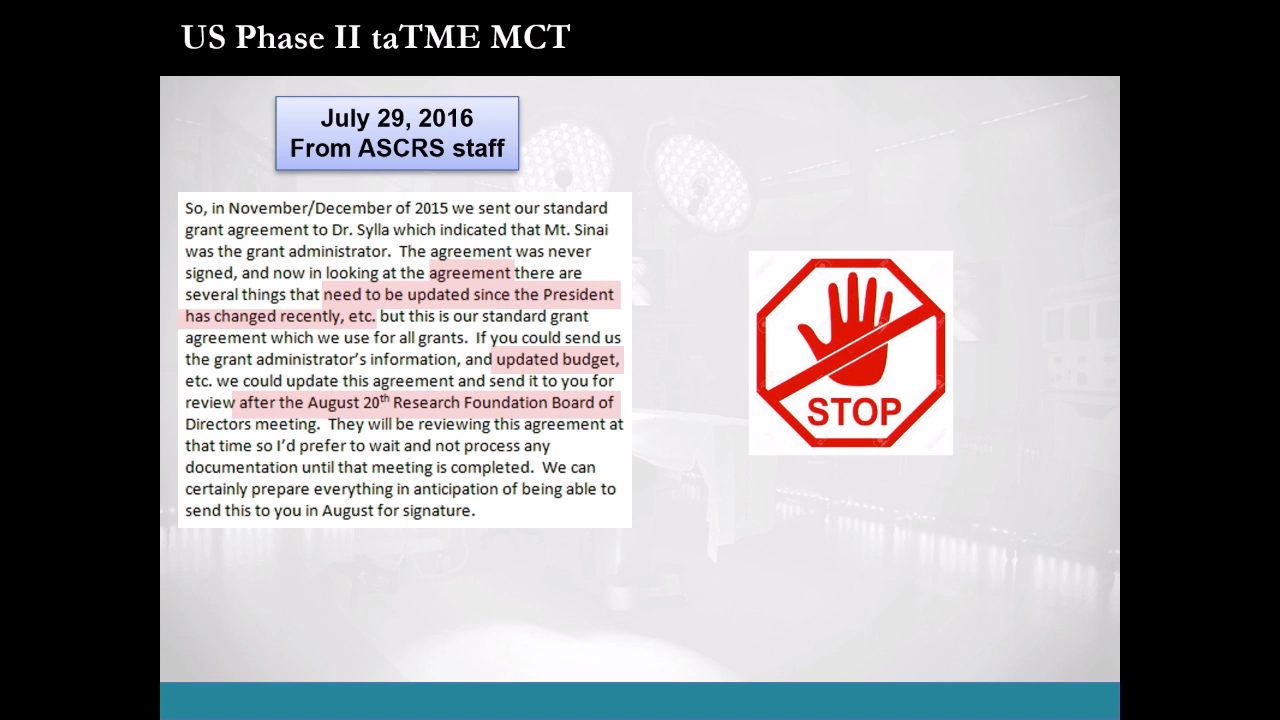 US Phase II taTME MCT
July 29, 2016
From ASCRS staff
So, in November/December of 2015 we sent our standard
grant agreement to Dr. Sylla which indicated that Mt. Sinai
was the grant administrator. The agreement was never
signed, and now in looking at the agreement there are
several things that need to be updated since the President
has changed recently, etc. but this is our standard grant
agreement which we use for all grants. If you could send us
the grant administrator's information, and updated budget,
etc. we could update this agreement and send it to you for
review after the August 20th Research Foundation Board of
Directors meeting. They will be reviewing this agreement at
that time so I'd prefer to wait and not process any
documentation until that meeting is completed. We can
certainly prepare everything in anticipation of being able to
send this to you in August for signature.
STOP